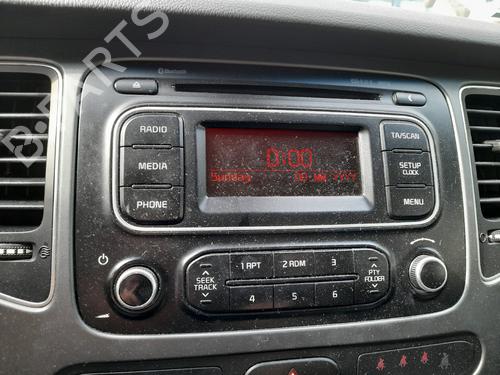 Bluetooth
RADIO
MEDIA
PHONE
0:00
Sunday
TA/SCAN
SETUP
CLOCK
MENU
SEEK
TRACK
1 RPT
2 RDM
3
4
5
6
PTY
FOLDER
B-PARTS